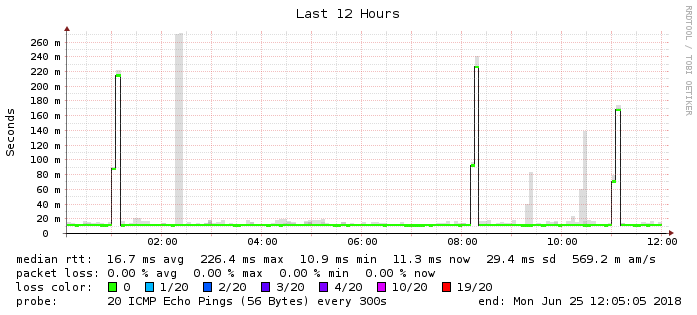 Last 12 Hours
RRDTOOL / TOBI OETIKER
Seconds
260 m
240 m
220 m
200 m
180 m
160 m
140 m
120 m
100 m
80 m
60 m
40 m
20 m
0
02:00 04:00 06:00 08:00 10:00 12:00
median rtt: 16.7 ms avg 226.4 ms max 10.9 ms min 11.3 ms now 29.4 ms sd 569.2 m am/s
packet loss: 0.00 % avg 0.00 % max 0.00 % min 0.00 % now
loss color: 0 1/20 2/20 3/20 4/20 10/20 19/20
probe: 20 ICMP Echo Pings (56 Bytes) every 300s end: Mon Jun 25 12:05:05 2018